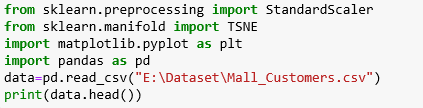 from sklearn.preprocessing import StandardScaler
from sklearn.manifold import TSNE
import matplotlib.pyplot as plt
import pandas as pd
data=pd.read_csv("E:\Dataset\Mall_Customers.csv")
print(data.head())